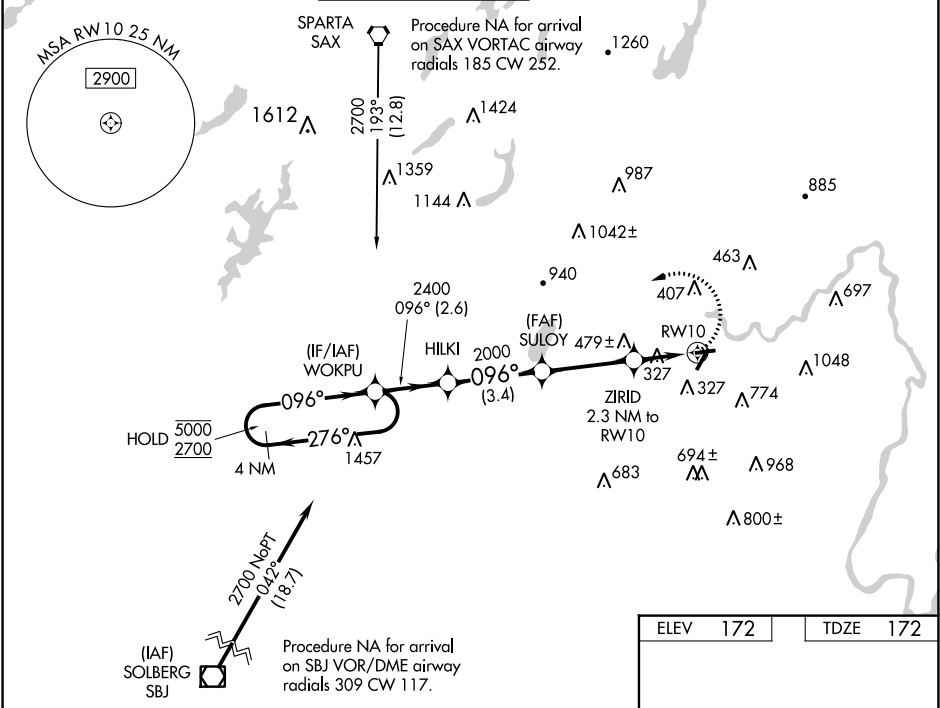 MSA RW10 25 NM
2900
SPARTA
SAX
Procedure NA for arrival
on SAX VORTAC airway
radials 185 CW 252.
1260
1612
2700
193°
(12.8)
1424
1359
1144
987
885
1042±
463
940
407
697
2400
096° (2.6)
(IF/IAF)
WOKPU
HILKI
(FAF)
SULOY
2000
096°
(3.4)
479±
RW10
327
1048
096°
ZIRID
2.3 NM to
RW10
327
774
HOLD 5000
2700
276°
4 NM
1457
683
694±
968
800±
2700 NoPT
042°
(18.7)
(IAF)
SOLBERG
SBJ
Procedure NA for arrival
on SBJ VOR/DME airway
radials 309 CW 117.
ELEV 172
TDZE 172